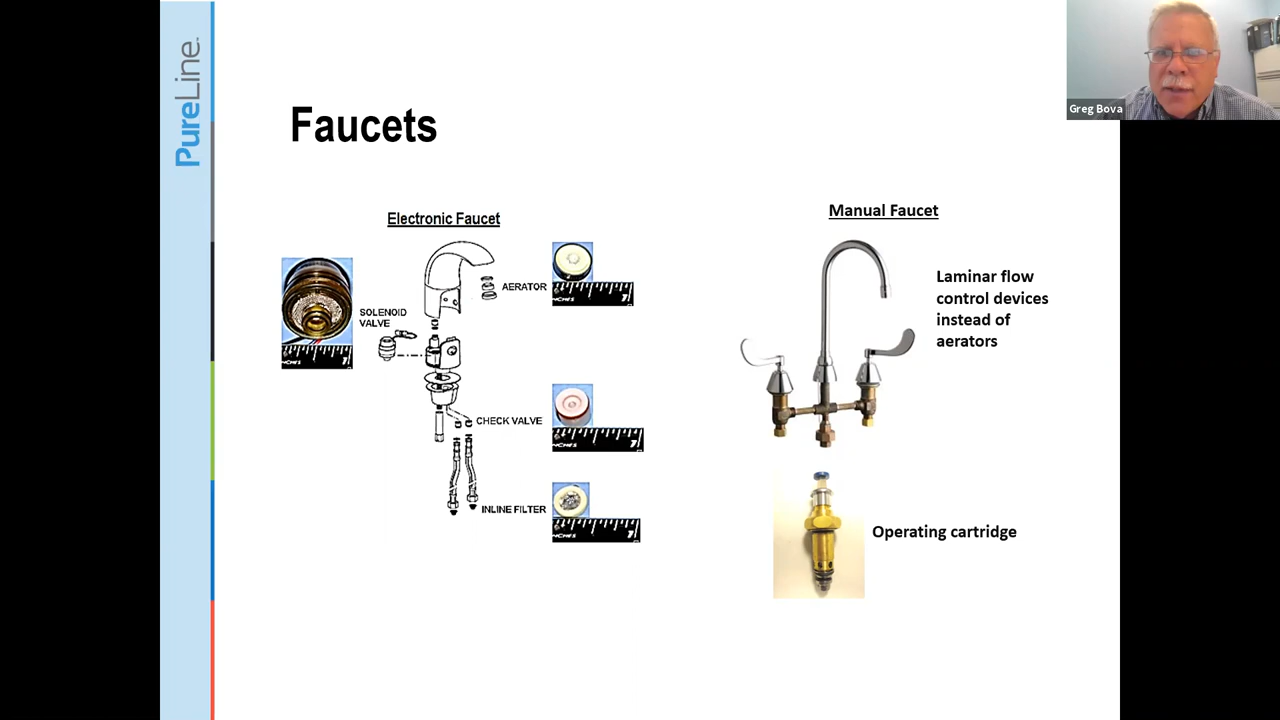 PureLine
Greg Bova
Faucets
Electronic Faucet
SOLENOID
VALVE
AERATOR
CHECK VALVE
INLINE FILTER
Manual Faucet
Laminar flow
control devices
instead of
aerators
Operating cartridge